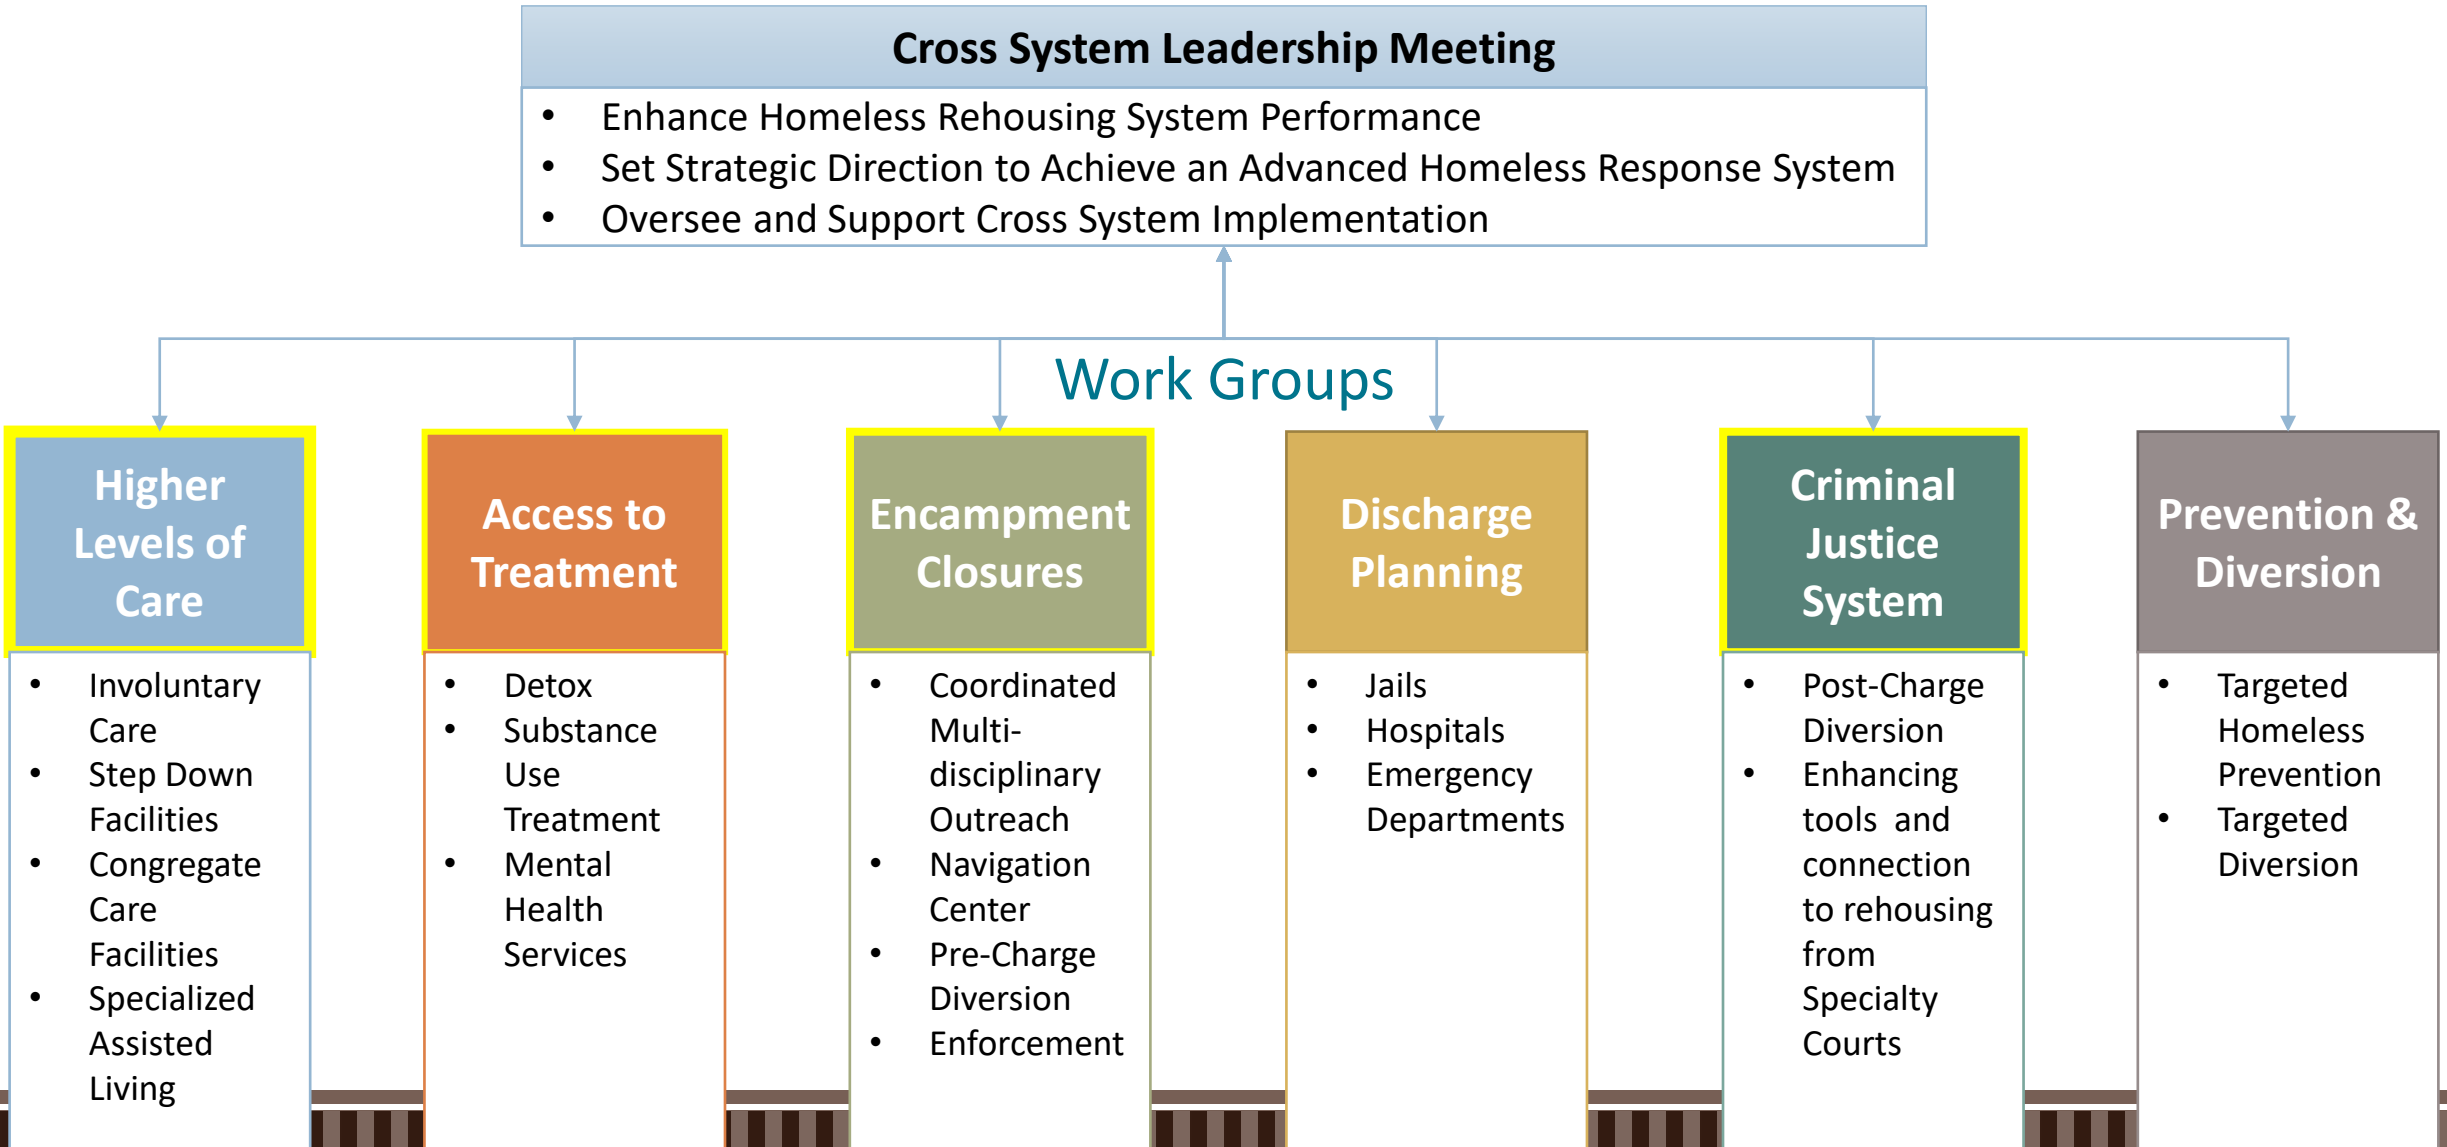 Cross System Leadership Meeting
• Enhance Homeless Rehousing System Performance
• Set Strategic Direction to Achieve an Advanced Homeless Response System
• Oversee and Support Cross System Implementation
Work Groups
Higher
Levels of
Care
• Involuntary
Care
• Step Down
Facilities
• Congregate
Care
Facilities
• Specialized
Assisted
Living
Access to
Treatment
• Detox
• Substance
Use
Treatment
• Mental
Health
Services
Encampment
Closures
• Coordinated
Multi-
disciplinary
Outreach
• Navigation
Center
• Pre-Charge
Diversion
• Enforcement
Discharge
Planning
• Jails
• Hospitals
• Emergency
Departments
Criminal
Justice
System
• Post-Charge
Diversion
• Enhancing
tools and
connection
to rehousing
from
Specialty
Courts
Prevention &
Diversion
• Targeted
Homeless
Prevention
• Targeted
Diversion